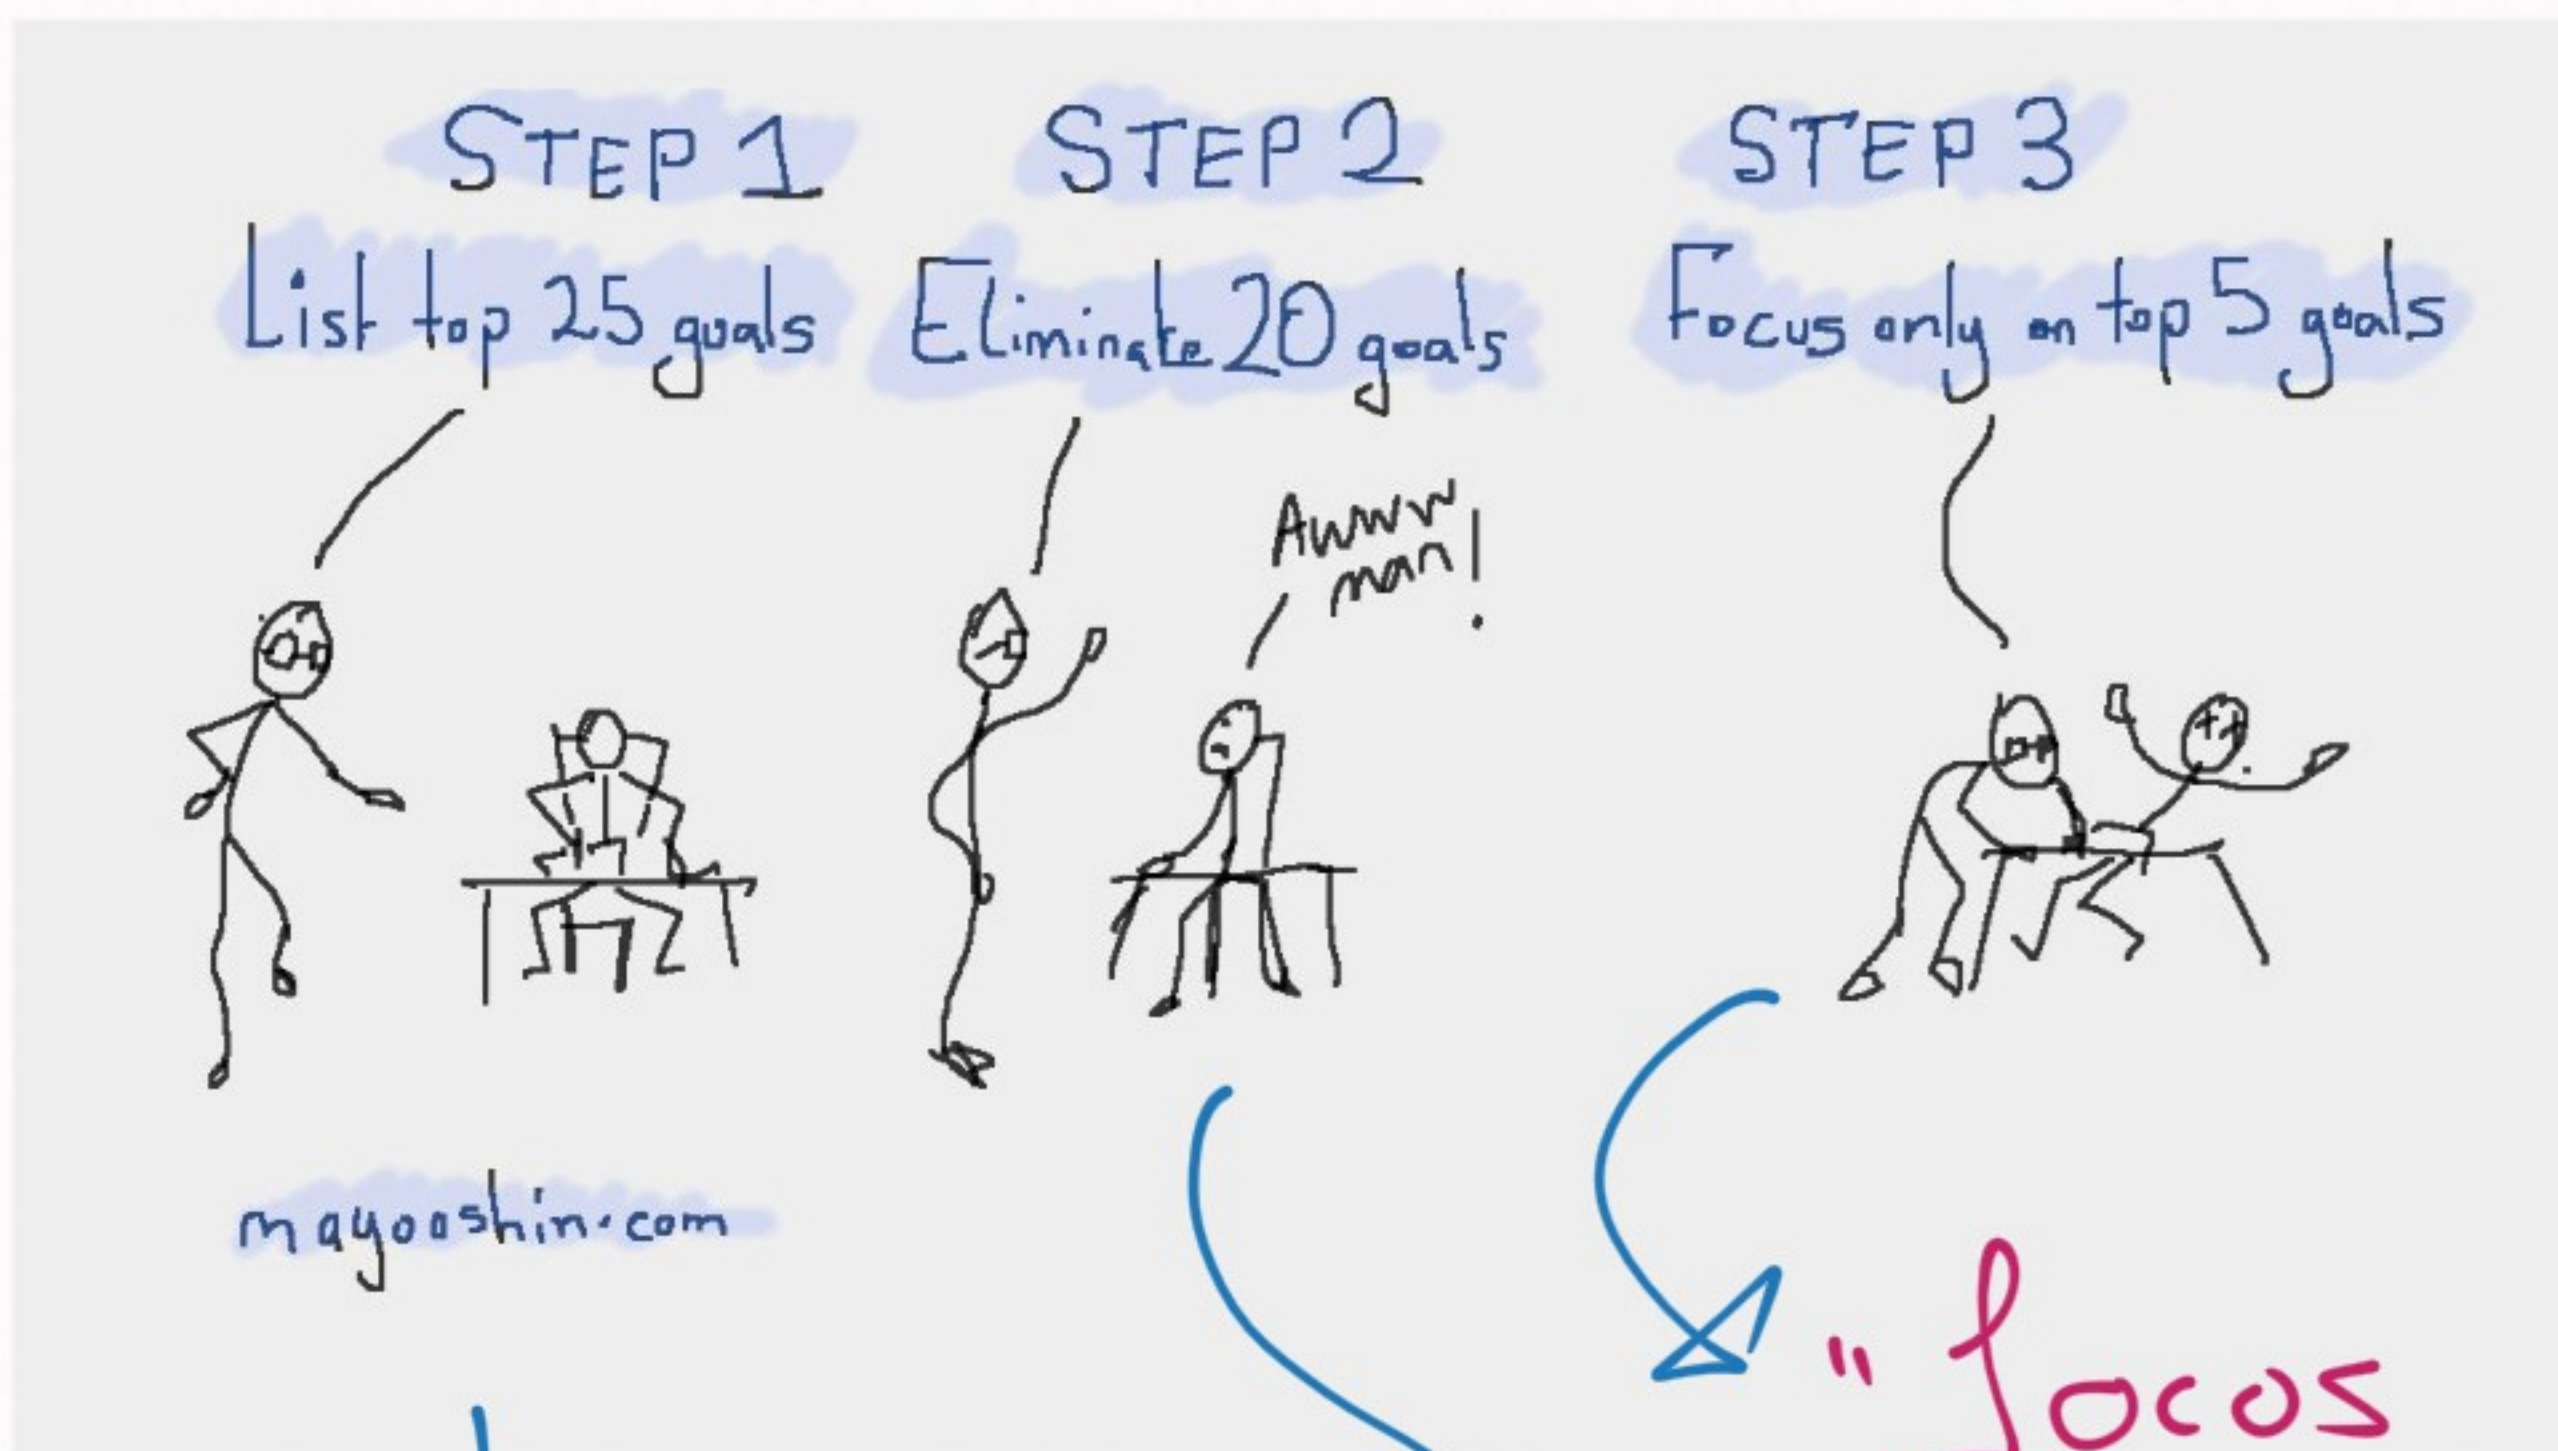 STEP 1
List top 25 goals
STEP 2
Eliminate 20 goals
Awww
man!
STEP 3
Focus only on top 5 goals
mayooshin.com
" focos